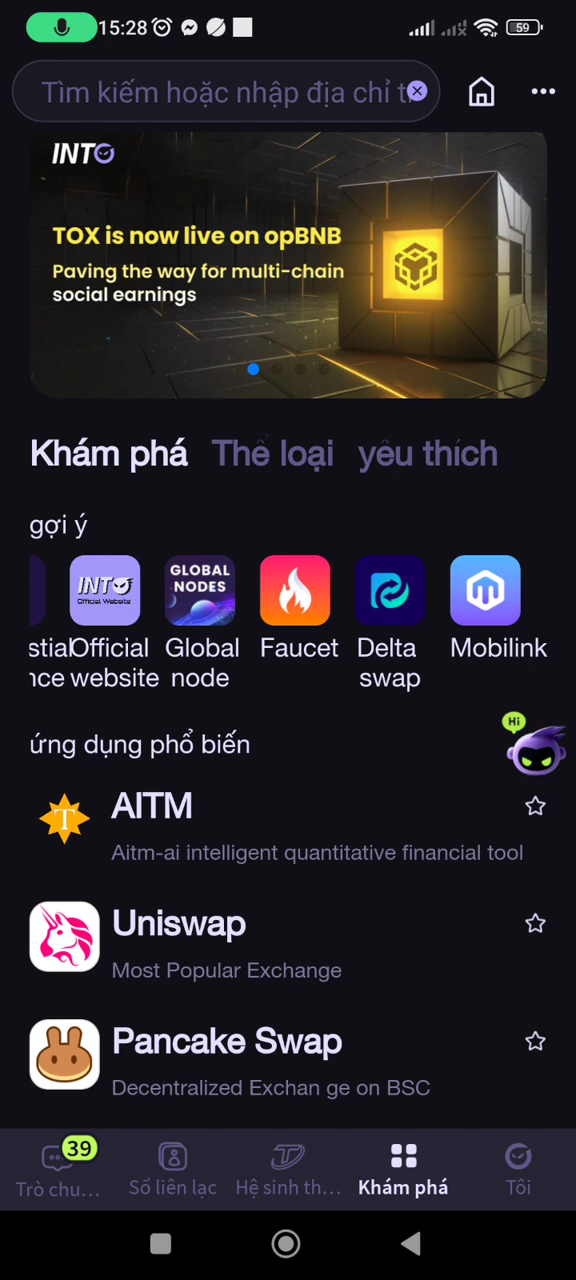 15:28
59
Tìm kiếm hoặc nhập địa chỉ t
INTO
TOX is now live on opBNB
Paving the way for multi-chain
social earnings
Khám phá Thể loại yêu thích
gợi ý
INTO
Official Website
GLOBAL
NODES
stial Official Global Faucet Delta Mobilink
nce website node swap
Hi
ứng dụng phổ biến
T
AITM
Aitm-ai intelligent quantitative financial tool
Uniswap
Most Popular Exchange
Pancake Swap
Decentralized Exchan ge on BSC
39
Trò chu... Sổ liên lạc Hệ sinh th... Khám phá Tôi